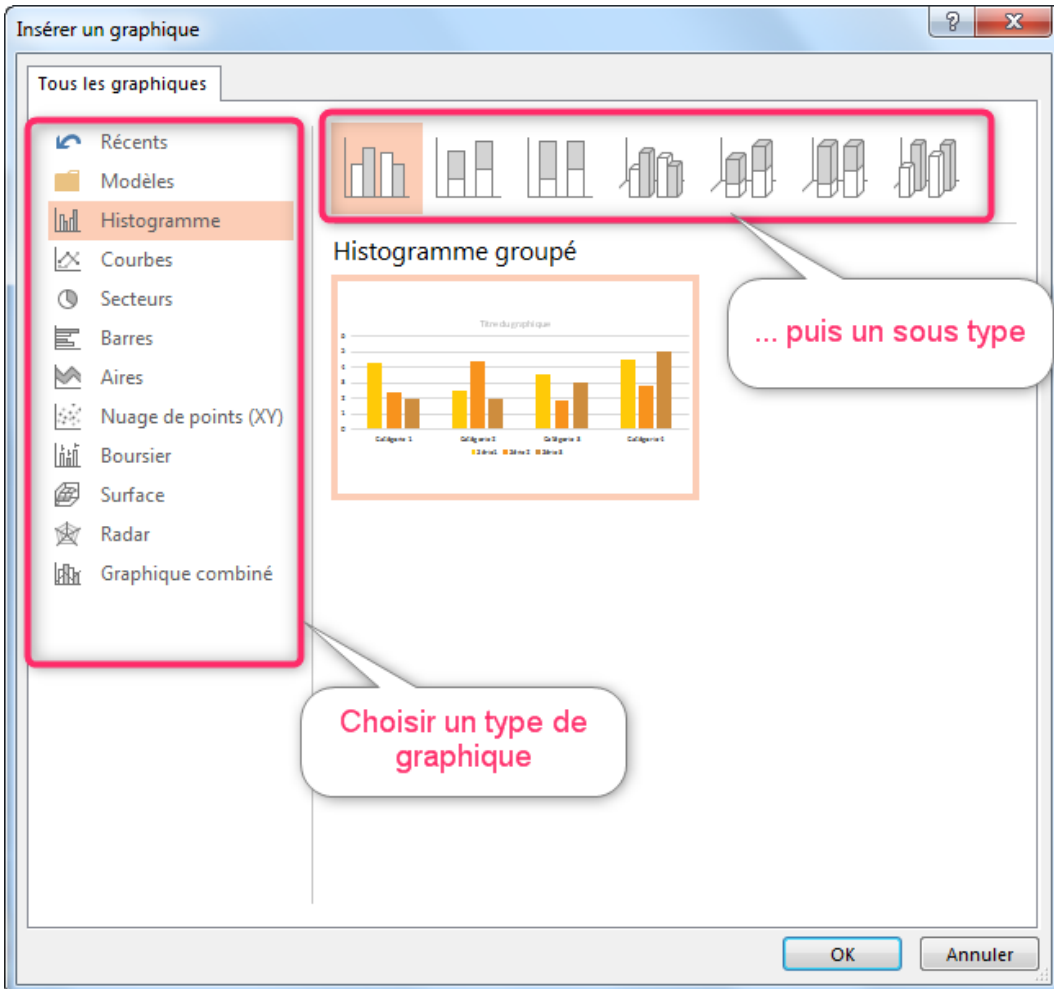 Insérer un graphique
Tous les graphiques
Récents
Modèles
Histogramme
Courbes
Secteurs
Barres
Aires
Nuage de points (XY)
Boursier
Surface
Radar
Graphique combiné
Histogramme groupé
Titre du graphique
... puis un sous type
Choisir un type de
graphique
OK
Annuler